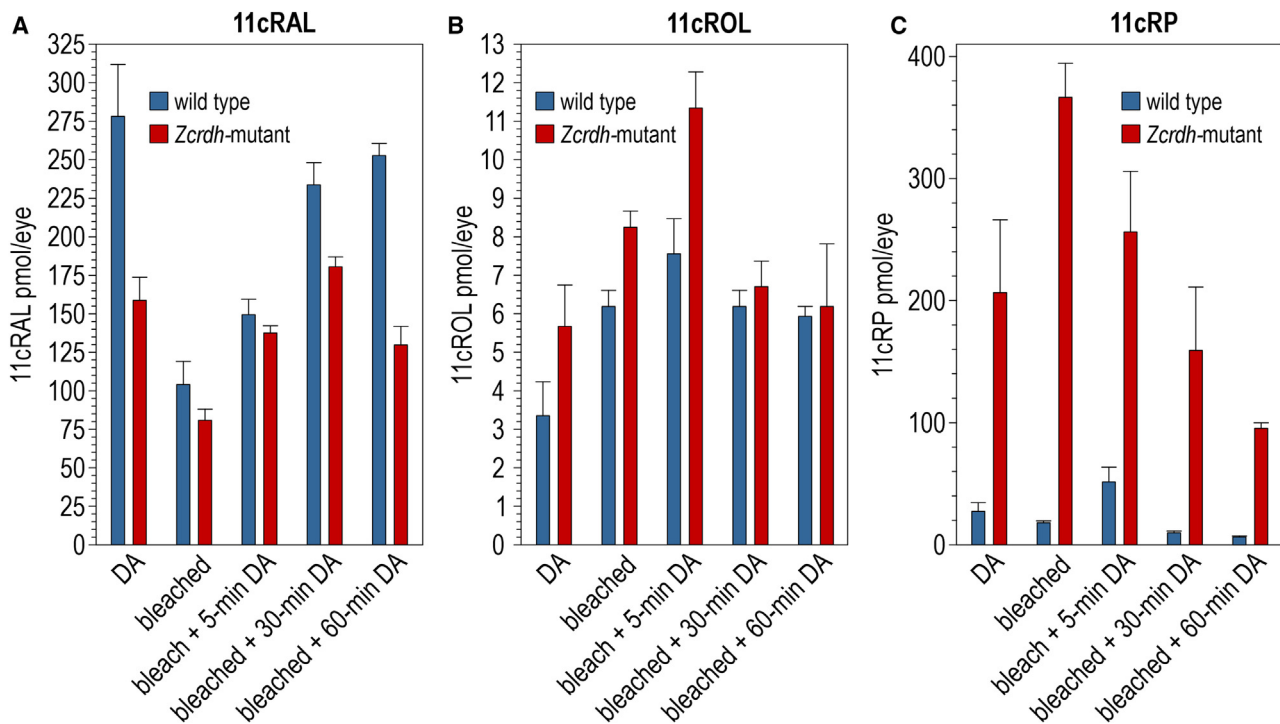 A
11cRAL
11cRAL pmol/eye
325
300
275
250
225
200
175
150
125
100
75
50
25
0
wild type
Zcrdh-mutant
DA
bleached
bleach + 5-min DA
bleached + 30-min DA
bleached + 60-min DA
B
11cROL
11cROL pmol/eye
13
12
11
10
9
8
7
6
5
4
3
2
1
0
wild type
Zcrdh-mutant
DA
bleached
bleach + 5-min DA
bleached + 30-min DA
bleached + 60-min DA
C
11cRP
11cRP pmol/eye
400
300
200
100
0
wild type
Zcrdh-mutant
DA
bleached
bleach + 5-min DA
bleached + 30-min DA
bleached + 60-min DA